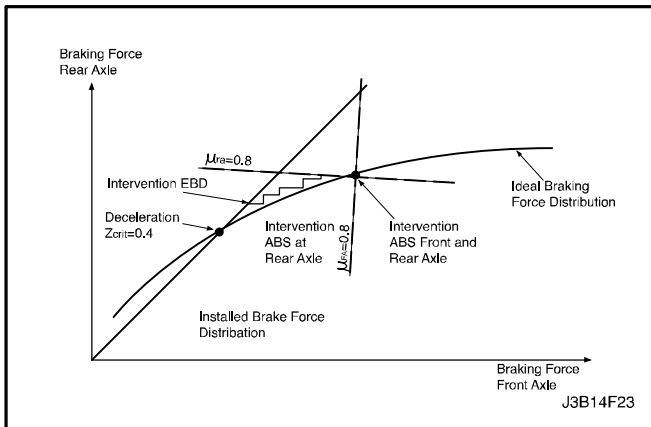 Braking Force
Rear Axle
μra=0.8
Intervention EBD
Deceleration
Zcrit=0.4
Intervention
ABS at
Rear Axle
μFA=0.8
Intervention
ABS Front and
Rear Axle
Ideal Braking
Force Distribution
Installed Brake Force
Distribution
Braking Force
Front Axle
J3B14F23